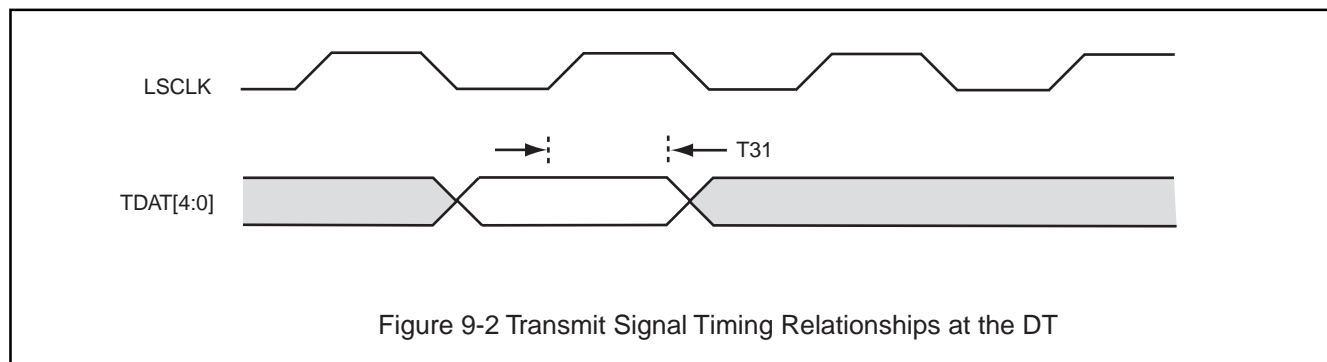 LSCLK
T31
TDAT[4:0]
Figure 9-2 Transmit Signal Timing Relationships at the DT